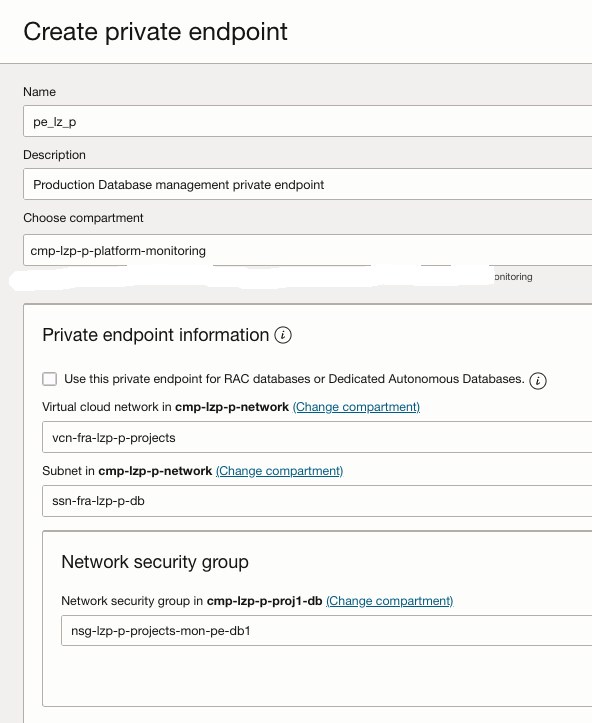 Create private endpoint
Name
pe_lz_p
Description
Production Database management private endpoint
Choose compartment
cmp-lzp-p-platform-monitoring
onitoring
Private endpoint information i
Use this private endpoint for RAC databases or Dedicated Autonomous Databases. i
Virtual cloud network in cmp-lzp-p-network (Change compartment)
vcn-fra-lzp-p-projects
Subnet in cmp-lzp-p-network (Change compartment)
ssn-fra-lzp-p-db
Network security group
Network security group in cmp-lzp-p-proj1-db (Change compartment)
nsg-lzp-p-projects-mon-pe-db1